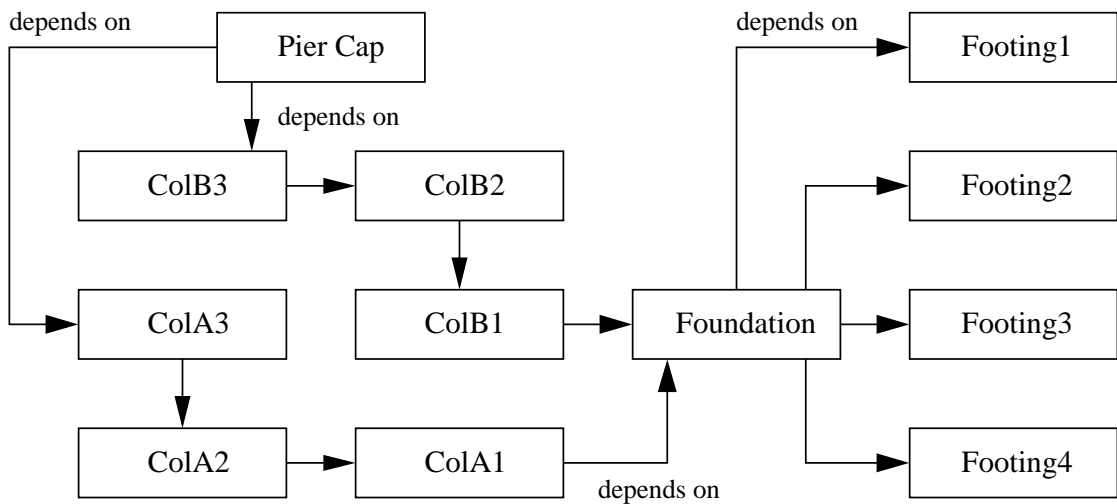 depends on
depends on
Pier Cap
Footing1
depends on
ColB3
ColB2
Footing2
ColA3
ColB1
Foundation
Footing3
ColA2
ColA1
Footing4
depends on